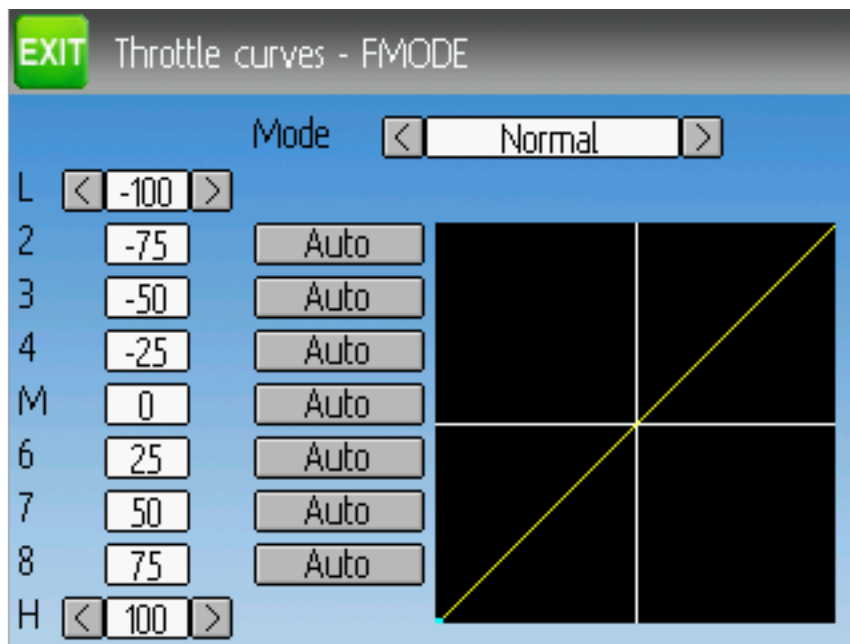 EXIT Throttle curves - FMODE
Mode < Normal >
L < -100 >
2 -75 Auto
3 -50 Auto
4 -25 Auto
M 0 Auto
6 25 Auto
7 50 Auto
8 75 Auto
H < 100 >